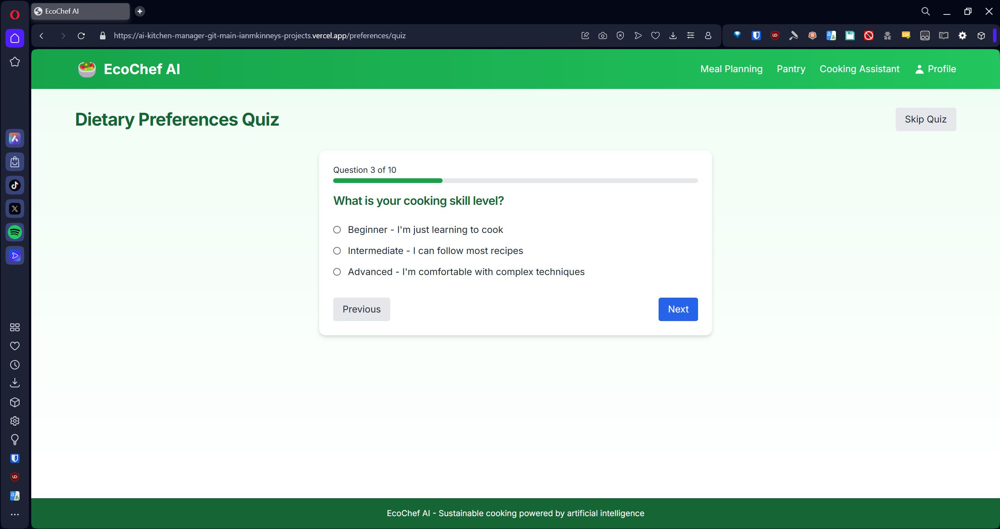 EcoChef AI
https://ai-kitchen-manager-git-main-ianmkinneys-projects.vercel.app/preferences/quiz
EcoChef AI
Meal Planning
Pantry
Cooking Assistant
Profile
Dietary Preferences Quiz
Skip Quiz
Question 3 of 10
What is your cooking skill level?
Beginner - I'm just learning to cook
Intermediate - I can follow most recipes
Advanced - I'm comfortable with complex techniques
Previous
Next
EcoChef AI - Sustainable cooking powered by artificial intelligence